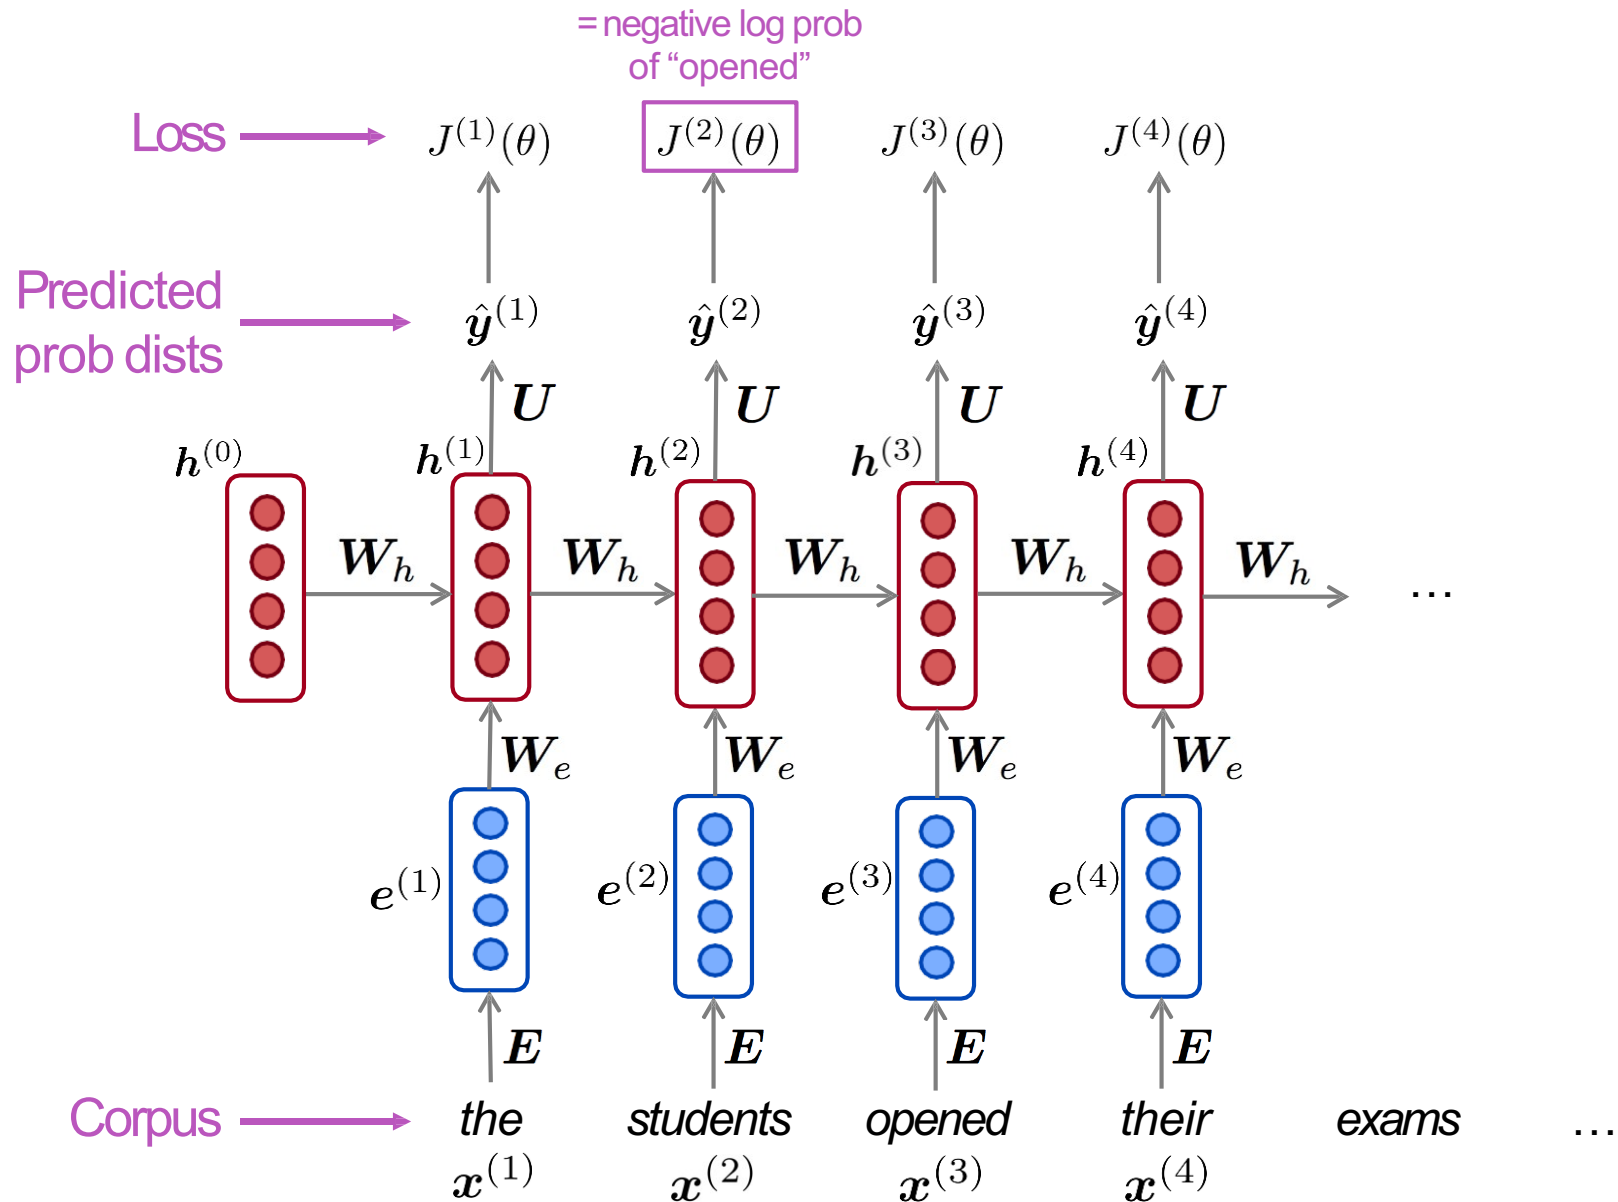 = negative log prob
of “opened”
Loss J^{(1)}(θ) J^{(2)}(θ) J^{(3)}(θ) J^{(4)}(θ)
Predicted
prob dists
ŷ^{(1)} ŷ^{(2)} ŷ^{(3)} ŷ^{(4)}
U U U U
h^{(0)} h^{(1)} h^{(2)} h^{(3)} h^{(4)}
W_h W_h W_h W_h W_h ...
W_e W_e W_e W_e
e^{(1)} e^{(2)} e^{(3)} e^{(4)}
E E E E
Corpus the students opened their exams ...
x^{(1)} x^{(2)} x^{(3)} x^{(4)}